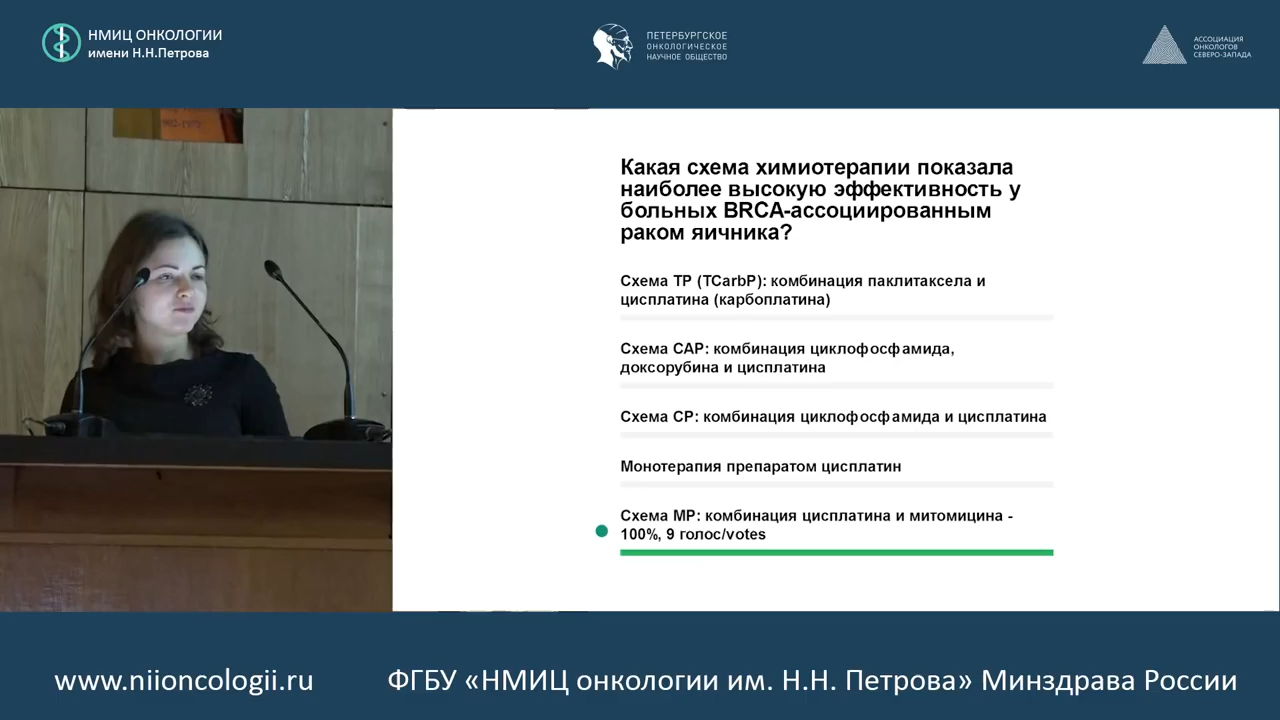 НМИЦ ОНКОЛОГИИ
имени Н.Н.Петрова
ПЕТЕРБУРГСКОЕ
ОНКОЛОГИЧЕСКОЕ
НАУЧНОЕ ОБЩЕСТВО
АССОЦИАЦИЯ
ОНКОЛОГОВ
СЕВЕРО-ЗАПАДА
Какая схема химиотерапии показала
наиболее высокую эффективность у
больных BRCA-ассоциированным
раком яичника?
Схема TP (TCarbP): комбинация паклитаксела и
цисплатина (карбоплатина)
Схема CAP: комбинация циклофосфамида,
доксорубина и цисплатина
Схема CP: комбинация циклофосфамида и цисплатина
Монотерапия препаратом цисплатин
Схема MP: комбинация цисплатина и митомицина -
100%, 9 голос/votes
www.niioncologii.ru
ФГБУ «НМИЦ онкологии им. Н.Н. Петрова» Минздрава России